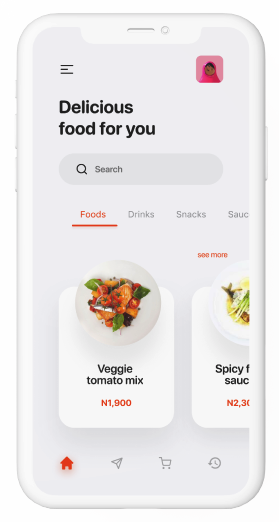 Delicious
food for you
Search
Foods Drinks Snacks Sauc
see more
Veggie
tomato mix
N1,900
Spicy f
sauc
N2,30